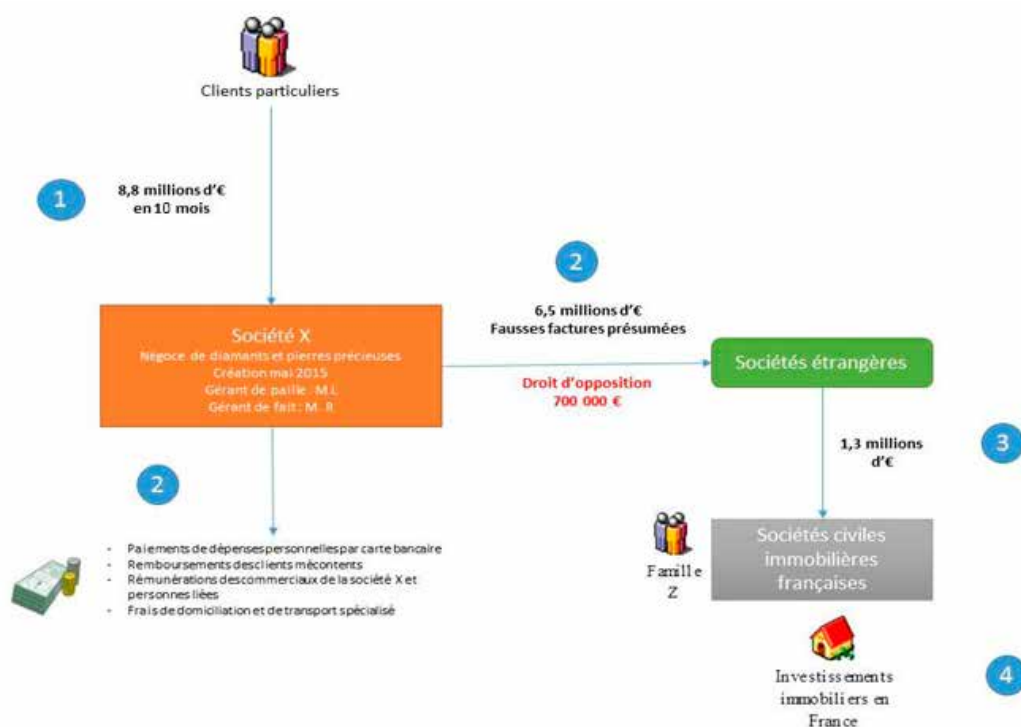 Clients particuliers
1
8,8 millions d'€
en 10 mois
2
6,5 millions d'€
Fausses factures présumées
Société X
Négoce de diamants et pierres précieuses
Création mai 2015
Gérant de paille : M.L
Gérant de fait : M. R
Droit d'opposition
700 000 €
Sociétés étrangères
1,3 millions
d'€
3
2
- Paiements de dépenses personnelles par carte bancaire
- Remboursements des clients mécontents
- Rémunérations des commerciaux de la société X et
personnes liées
- Frais de domiciliation et de transport spécialisé
Famille
Z
Sociétés civiles
immobilières
françaises
Investissements
immobiliers en
France
4